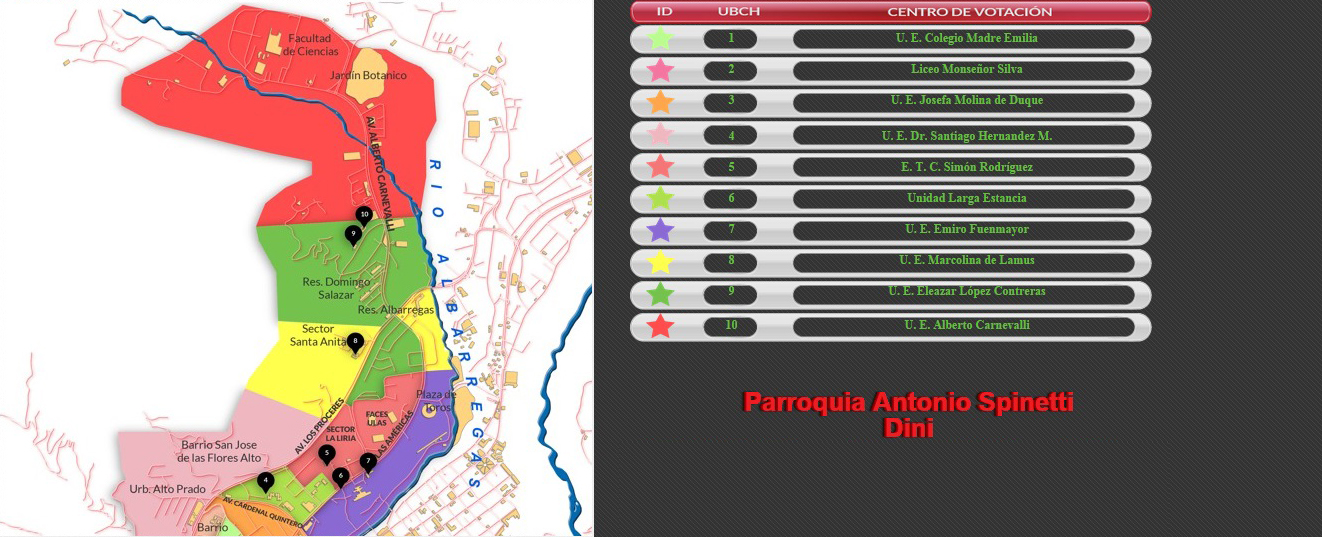 Facultad
de Ciencias
Jardín Botanico
AV. ALBERTO CARNEVALLI
RIO ALBARREGAS
10
9
Res. Domingo
Salazar
Res. Albarregas
Sector
Santa Anita
8
Plaza de
Toros
AV. LOS PROCERES
FACES
ULAS
SECTOR
LA LIRIA
LAS AMÉRICAS
Barrio San Jose
de las Flores Alto
5
7
6
4
Urb. Alto Prado
AV. CARDENAL QUINTERO
Barrio
ID UBCH CENTRO DE VOTACIÓN
1 U. E. Colegio Madre Emilia
2 Liceo Monseñor Silva
3 U. E. Josefa Molina de Duque
4 U. E. Dr. Santiago Hernandez M.
5 E. T. C. Simón Rodríguez
6 Unidad Larga Estancia
7 U. E. Emiro Fuenmayor
8 U. E. Marcolina de Lamus
9 U. E. Eleazar López Contreras
10 U. E. Alberto Carnevalli
Parroquia Antonio Spinetti
Dini